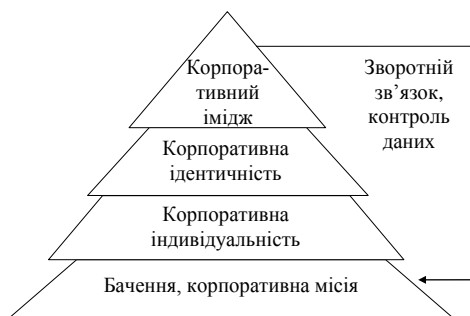 Корпора-
тивний
імідж
Зворотній
зв’язок,
контроль
даних
Корпоративна
ідентичність
Корпоративна
індивідуальність
Бачення, корпоративна місія